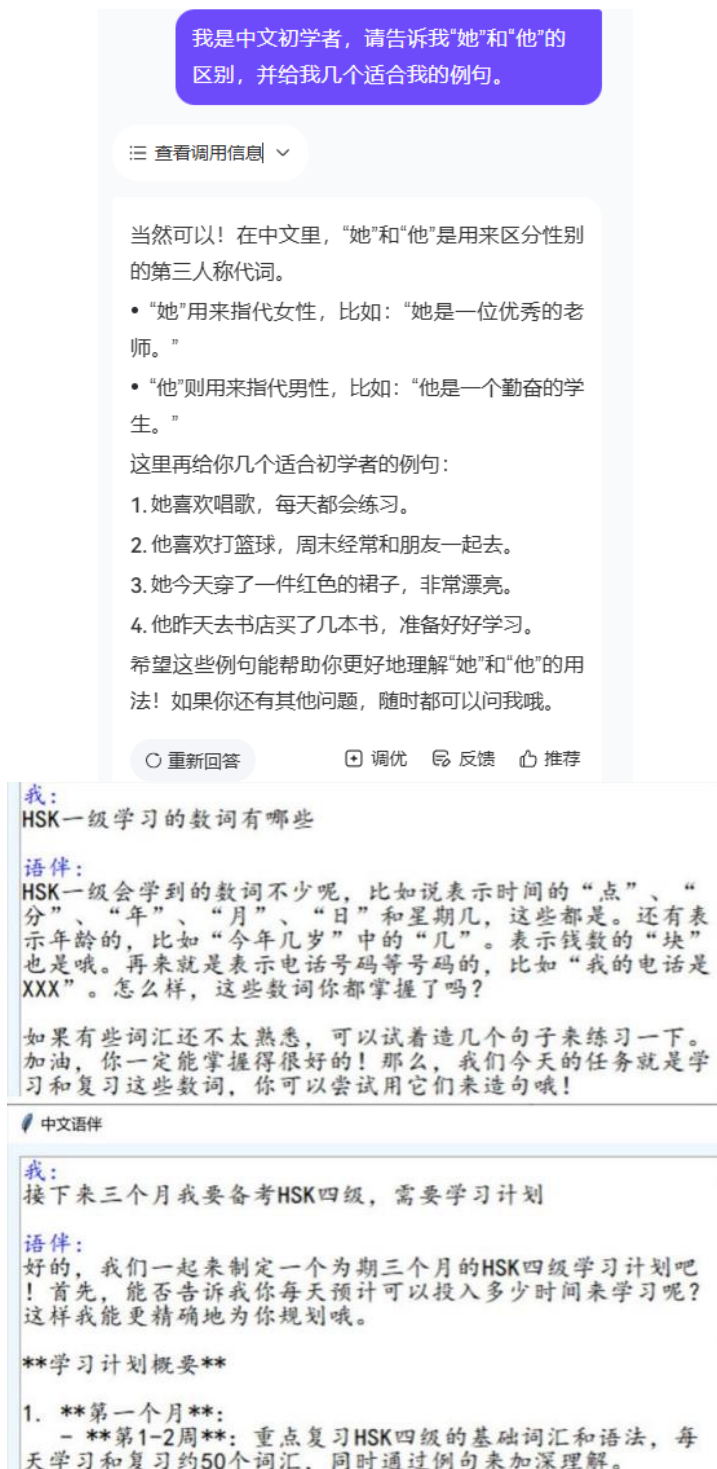 我是中文初学者，请告诉我“她”和“他”的
区别，并给我几个适合我的例句。
查看调用信息
当然可以！在中文里，“她”和“他”是用来区分性别
的第三人称代词。
• “她”用来指代女性，比如：“她是一位优秀的老
师。”
• “他”则用来指代男性，比如：“他是一个勤奋的学
生。”
这里再给你几个适合初学者的例句：
1. 她喜欢唱歌，每天都会练习。
2. 他喜欢打篮球，周末经常和朋友一起去。
3. 她今天穿了一件红色的裙子，非常漂亮。
4. 他昨天去书店买了几本书，准备好好学习。
希望这些例句能帮助你更好地理解“她”和“他”的用
法！如果你还有其他问题，随时都可以问我哦。
重新回答 调优 反馈 推荐
我：
HSK一级学习的数词有哪些
语伴：
HSK一级会学到的数词不少呢，比如说表示时间的“点”、“
分”、“年”、“月”、“日”和星期几，这些都是。还有表
示年龄的，比如“今年几岁”中的“几”。表示钱数的“块”
也是哦。再来就是表示电话号码等号码的，比如“我的电话是
XXX”。怎么样，这些数词你都掌握了吗？
如果有些词汇还不太熟悉，可以试着造几个句子来练习一下。
加油，你一定能掌握得很好的！那么，我们今天的任务就是学
习和复习这些数词，你可以尝试用它们来造句哦！
中文语伴
我：
接下来三个月我要备考HSK四级，需要学习计划
语伴：
好的，我们一起来制定一个为期三个月的HSK四级学习计划吧
！首先，能否告诉我你每天预计可以投入多少时间来学习呢？
这样我能更精确地为你规划哦。
**学习计划概要**
1. **第一个月**:
- **第1-2周**: 重点复习HSK四级的基础词汇和语法，每
天学习和复习约50个词汇，同时通过例句来加深理解。